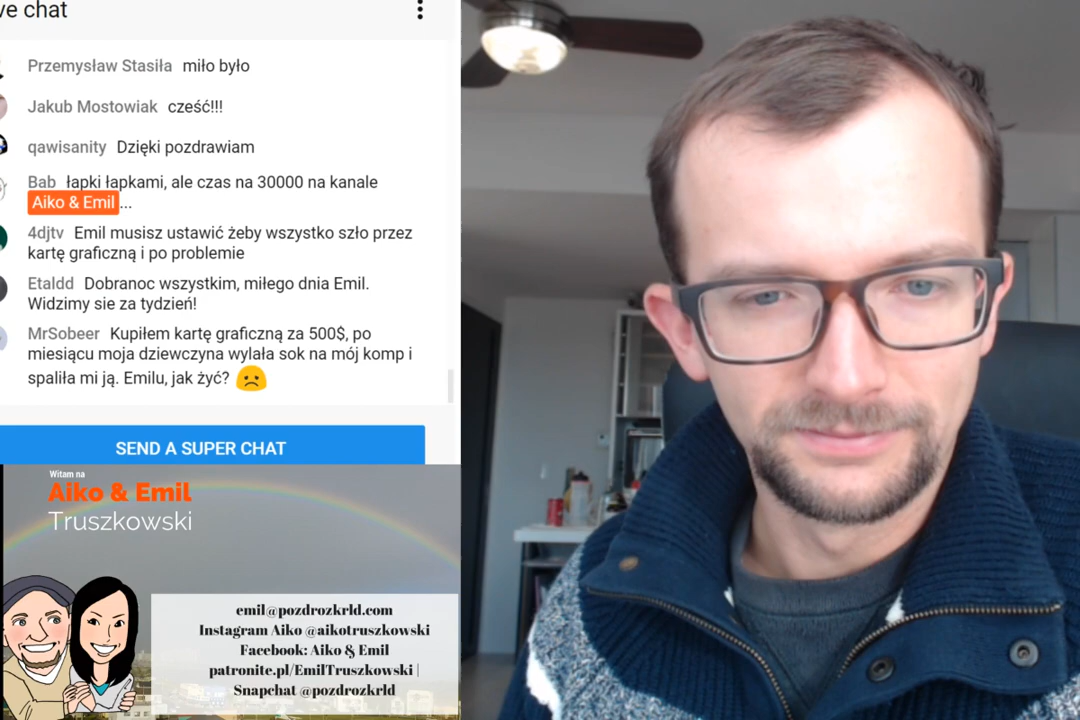 ve chat
Przemysław Stasiła miło było
Jakub Mostowiak cześć!!!
qawisanity Dzięki pozdrawiam
Bab łapki łapkami, ale czas na 30000 na kanale
Aiko & Emil ...
4djtv Emil musisz ustawić żeby wszystko szło przez
kartę graficzną i po problemie
Etaldd Dobranoc wszystkim, miłego dnia Emil.
Widzimy sie za tydzień!
MrSobeer Kupiłem kartę graficzną za 500$, po
miesiącu moja dziewczyna wylała sok na mój komp i
spaliła mi ją. Emilu, jak żyć?
SEND A SUPER CHAT
Witam na
Aiko & Emil
Truszkowski
emil@pozdrozkrld.com
Instagram Aiko @aikotruszkowski
Facebook: Aiko & Emil
patronite.pl/EmilTruszkowski |
Snapchat @pozdrozkrld